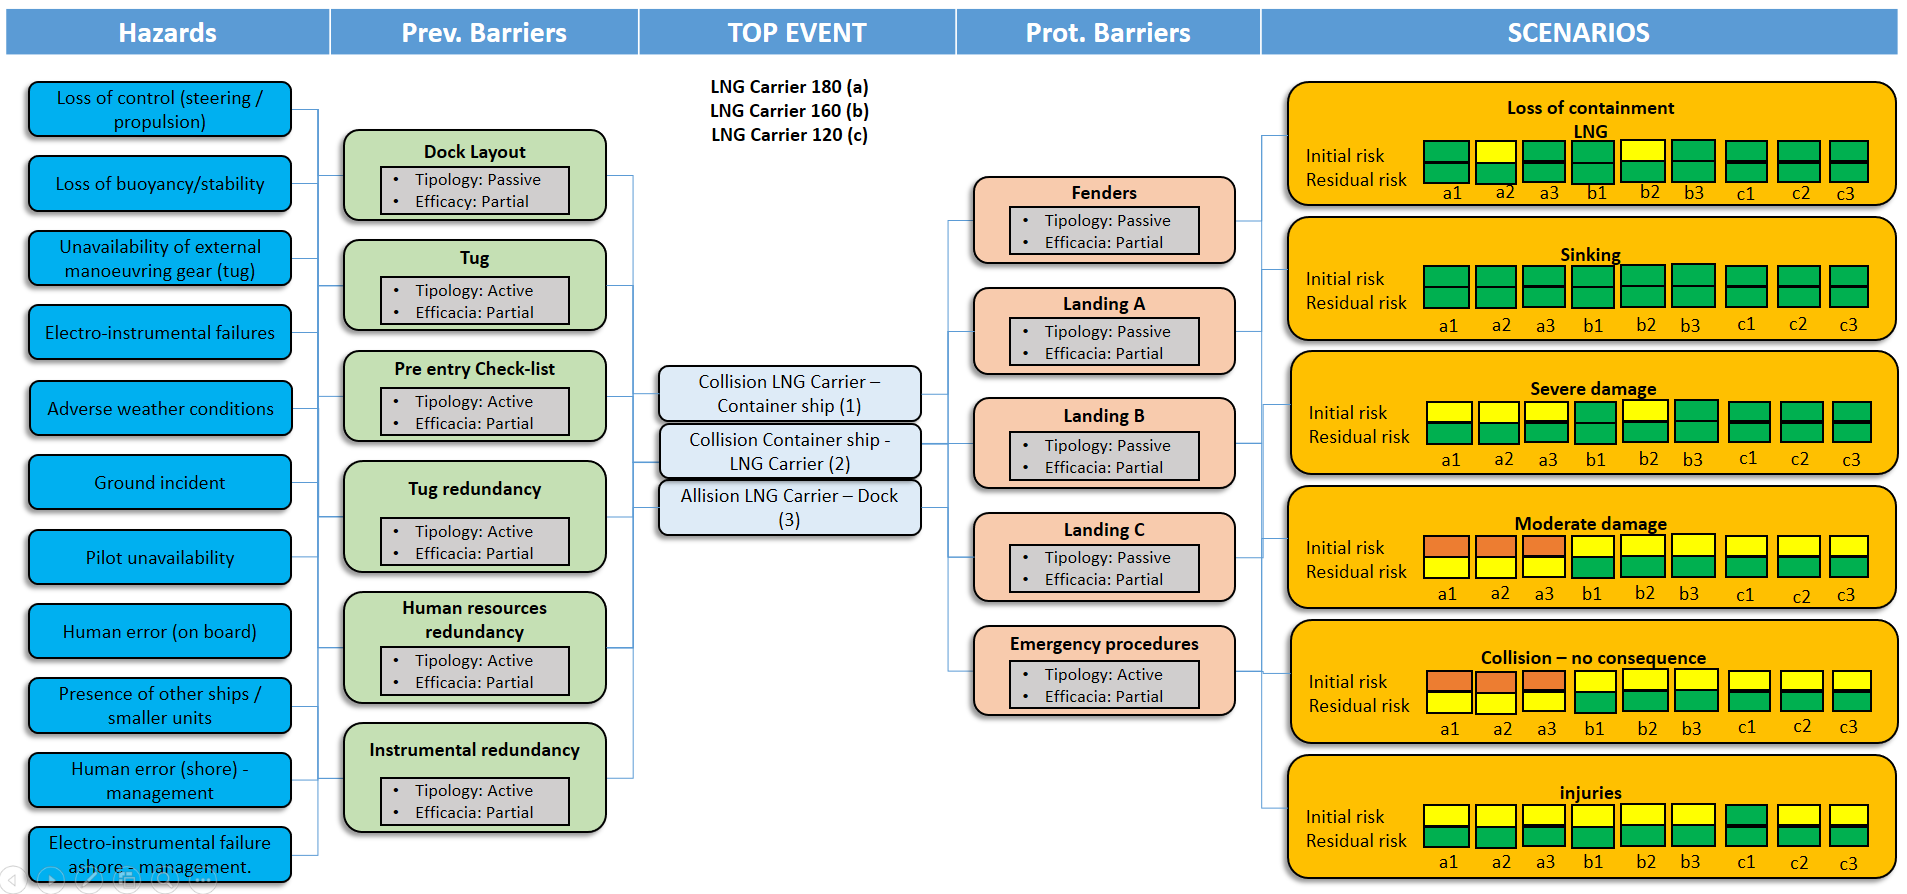 Hazards
Prev. Barriers
TOP EVENT
Prot. Barriers
SCENARIOS
Loss of control (steering /
propulsion)
Loss of buoyancy/stability
Unavailability of external
manoeuvring gear (tug)
Electro-instrumental failures
Adverse weather conditions
Ground incident
Pilot unavailability
Human error (on board)
Presence of other ships /
smaller units
Human error (shore) -
management
Electro-instrumental failure
ashore - management.
Dock Layout
• Tipology: Passive
• Efficacy: Partial
Tug
• Tipology: Active
• Efficacia: Partial
Pre entry Check-list
• Tipology: Active
• Efficacia: Partial
Tug redundancy
• Tipology: Active
• Efficacia: Partial
Human resources
redundancy
• Tipology: Active
• Efficacia: Partial
Instrumental redundancy
• Tipology: Active
• Efficacia: Partial
LNG Carrier 180 (a)
LNG Carrier 160 (b)
LNG Carrier 120 (c)
Collision LNG Carrier –
Container ship (1)
Collision Container ship -
LNG Carrier (2)
Allision LNG Carrier – Dock
(3)
Fenders
• Tipology: Passive
• Efficacia: Partial
Landing A
• Tipology: Passive
• Efficacia: Partial
Landing B
• Tipology: Passive
• Efficacia: Partial
Landing C
• Tipology: Passive
• Efficacia: Partial
Emergency procedures
• Tipology: Active
• Efficacia: Partial
Loss of containment
LNG
Initial risk
Residual risk
a1 a2 a3 b1 b2 b3 c1 c2 c3
Sinking
Initial risk
Residual risk
a1 a2 a3 b1 b2 b3 c1 c2 c3
Severe damage
Initial risk
Residual risk
a1 a2 a3 b1 b2 b3 c1 c2 c3
Moderate damage
Initial risk
Residual risk
a1 a2 a3 b1 b2 b3 c1 c2 c3
Collision – no consequence
Initial risk
Residual risk
a1 a2 a3 b1 b2 b3 c1 c2 c3
injuries
Initial risk
Residual risk
a1 a2 a3 b1 b2 b3 c1 c2 c3